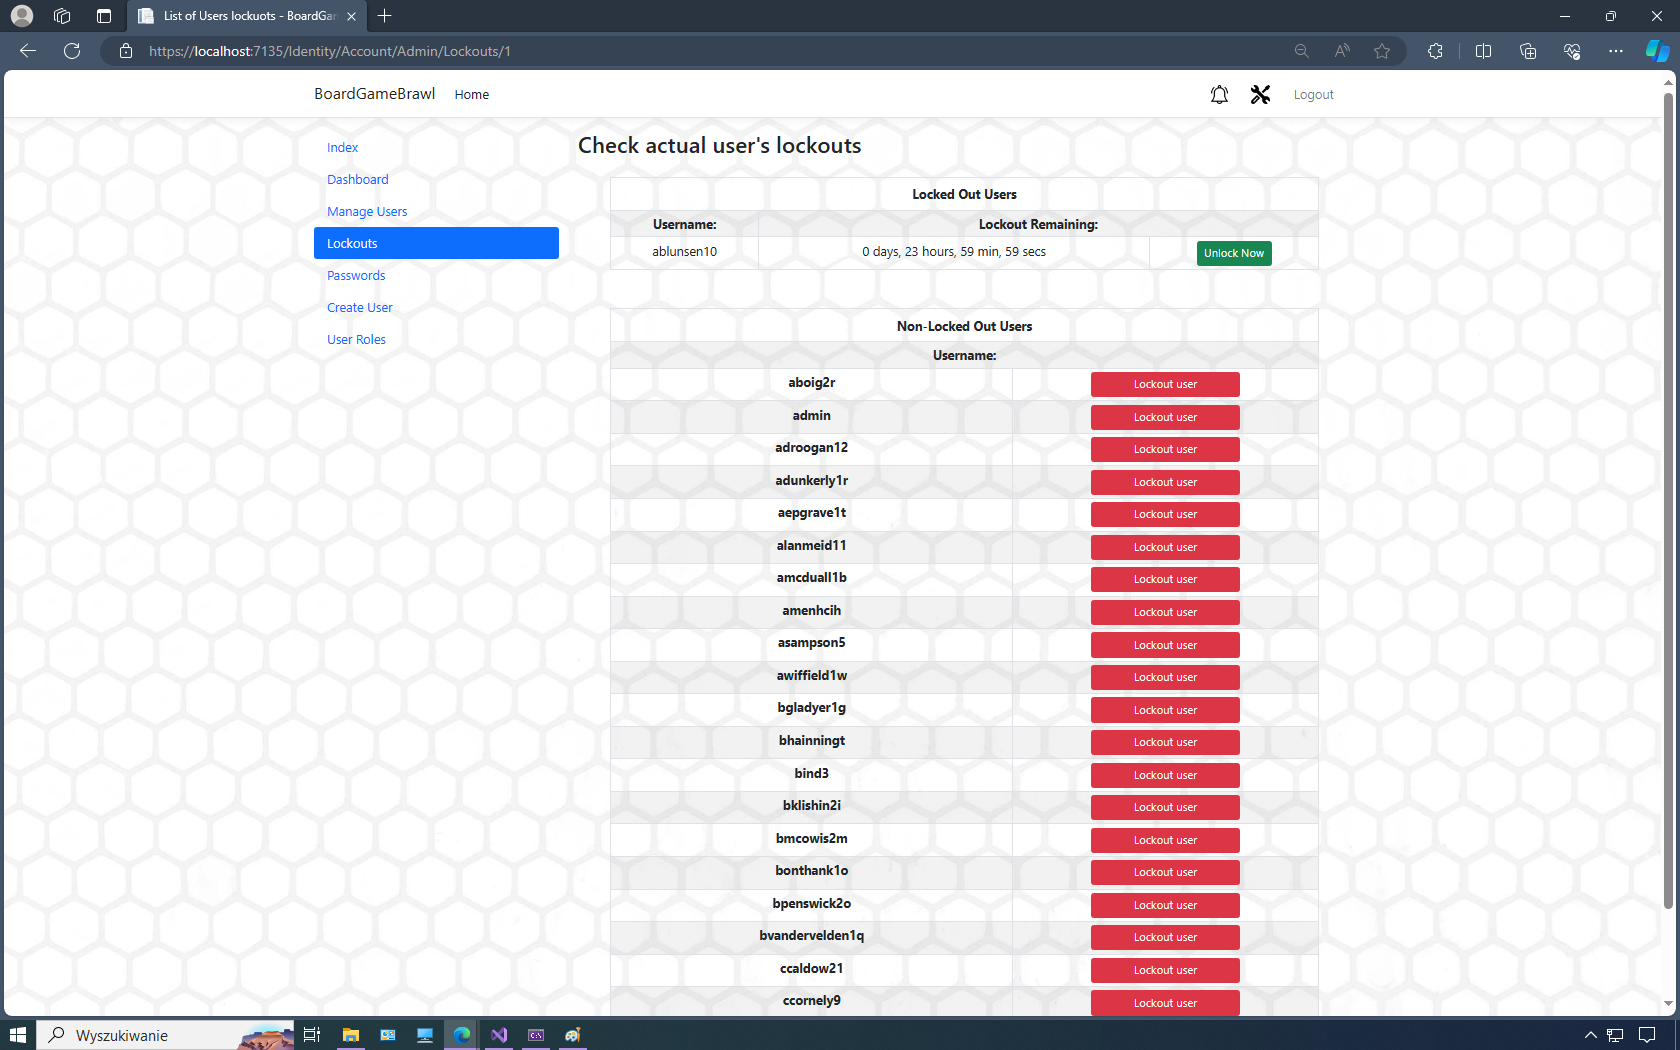 List of Users lockuots - BoardGam
https://localhost:7135/Identity/Account/Admin/Lockouts/1
BoardGameBrawl Home Logout
Index
Dashboard
Manage Users
Lockouts
Passwords
Create User
User Roles
Check actual user's lockouts
Locked Out Users
Username: Lockout Remaining:
ablunsen10 0 days, 23 hours, 59 min, 59 secs Unlock Now
Non-Locked Out Users
Username:
aboig2r Lockout user
admin Lockout user
adroogan12 Lockout user
adunkerly1r Lockout user
aepgrave1t Lockout user
alanmeid11 Lockout user
amcduall1b Lockout user
amenhcih Lockout user
asampson5 Lockout user
awiffield1w Lockout user
bgladyer1g Lockout user
bhainningt Lockout user
bind3 Lockout user
bklishin2i Lockout user
bmcowis2m Lockout user
bonthank1o Lockout user
bpenswick2o Lockout user
bvandervelden1q Lockout user
ccaldow21 Lockout user
ccornely9 Lockout user
Wyszukiwanie